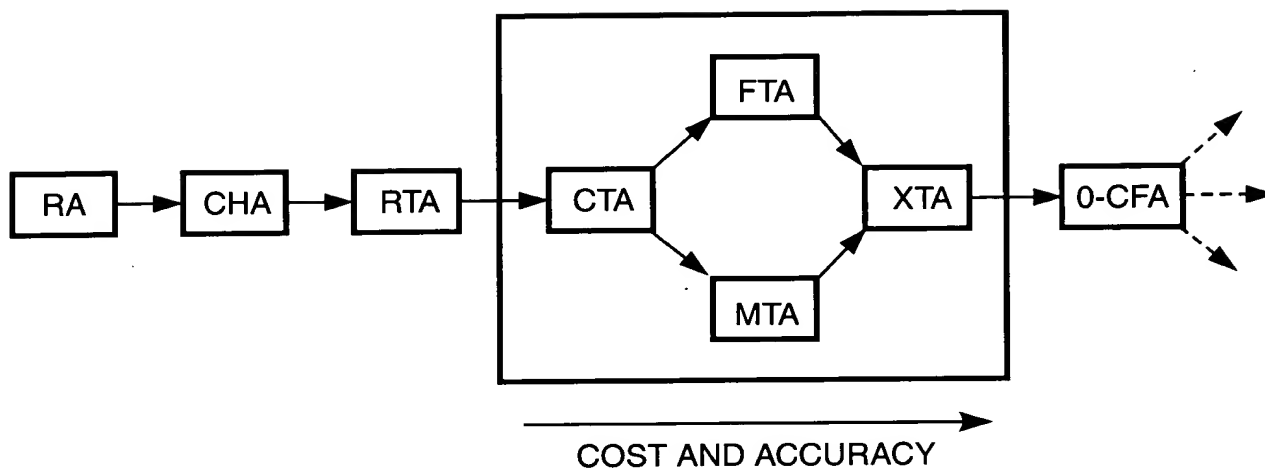 FTA
RA
CHA
RTA
CTA
XTA
0-CFA
MTA
COST AND ACCURACY